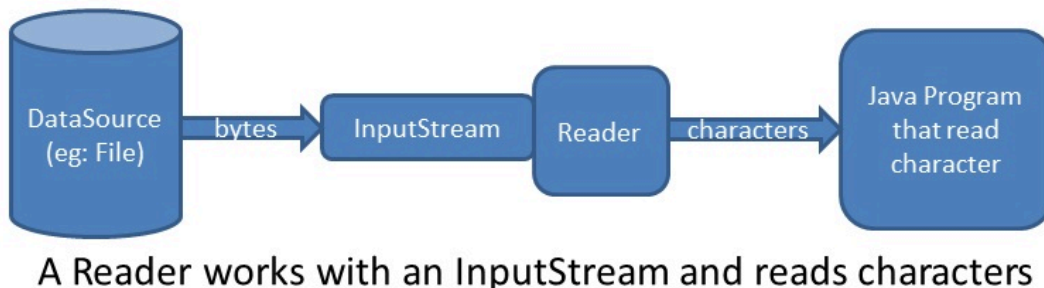 DataSource
(eg: File)
bytes
InputStream
Reader
characters
Java Program
that read
character
A Reader works with an InputStream and reads characters